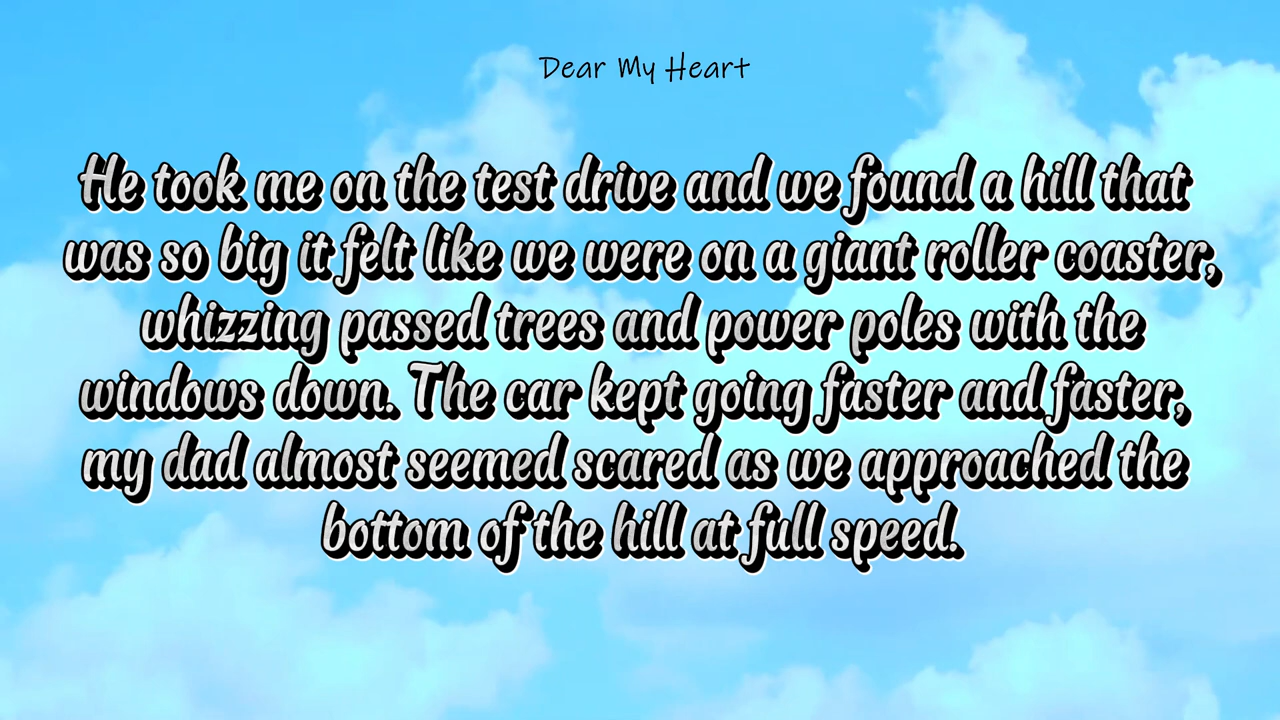 Dear My Heart
He took me on the test drive and we found a hill that
was so big it felt like we were on a giant roller coaster,
whizzing passed trees and power poles with the
windows down. The car kept going faster and faster,
my dad almost seemed scared as we approached the
bottom of the hill at full speed.